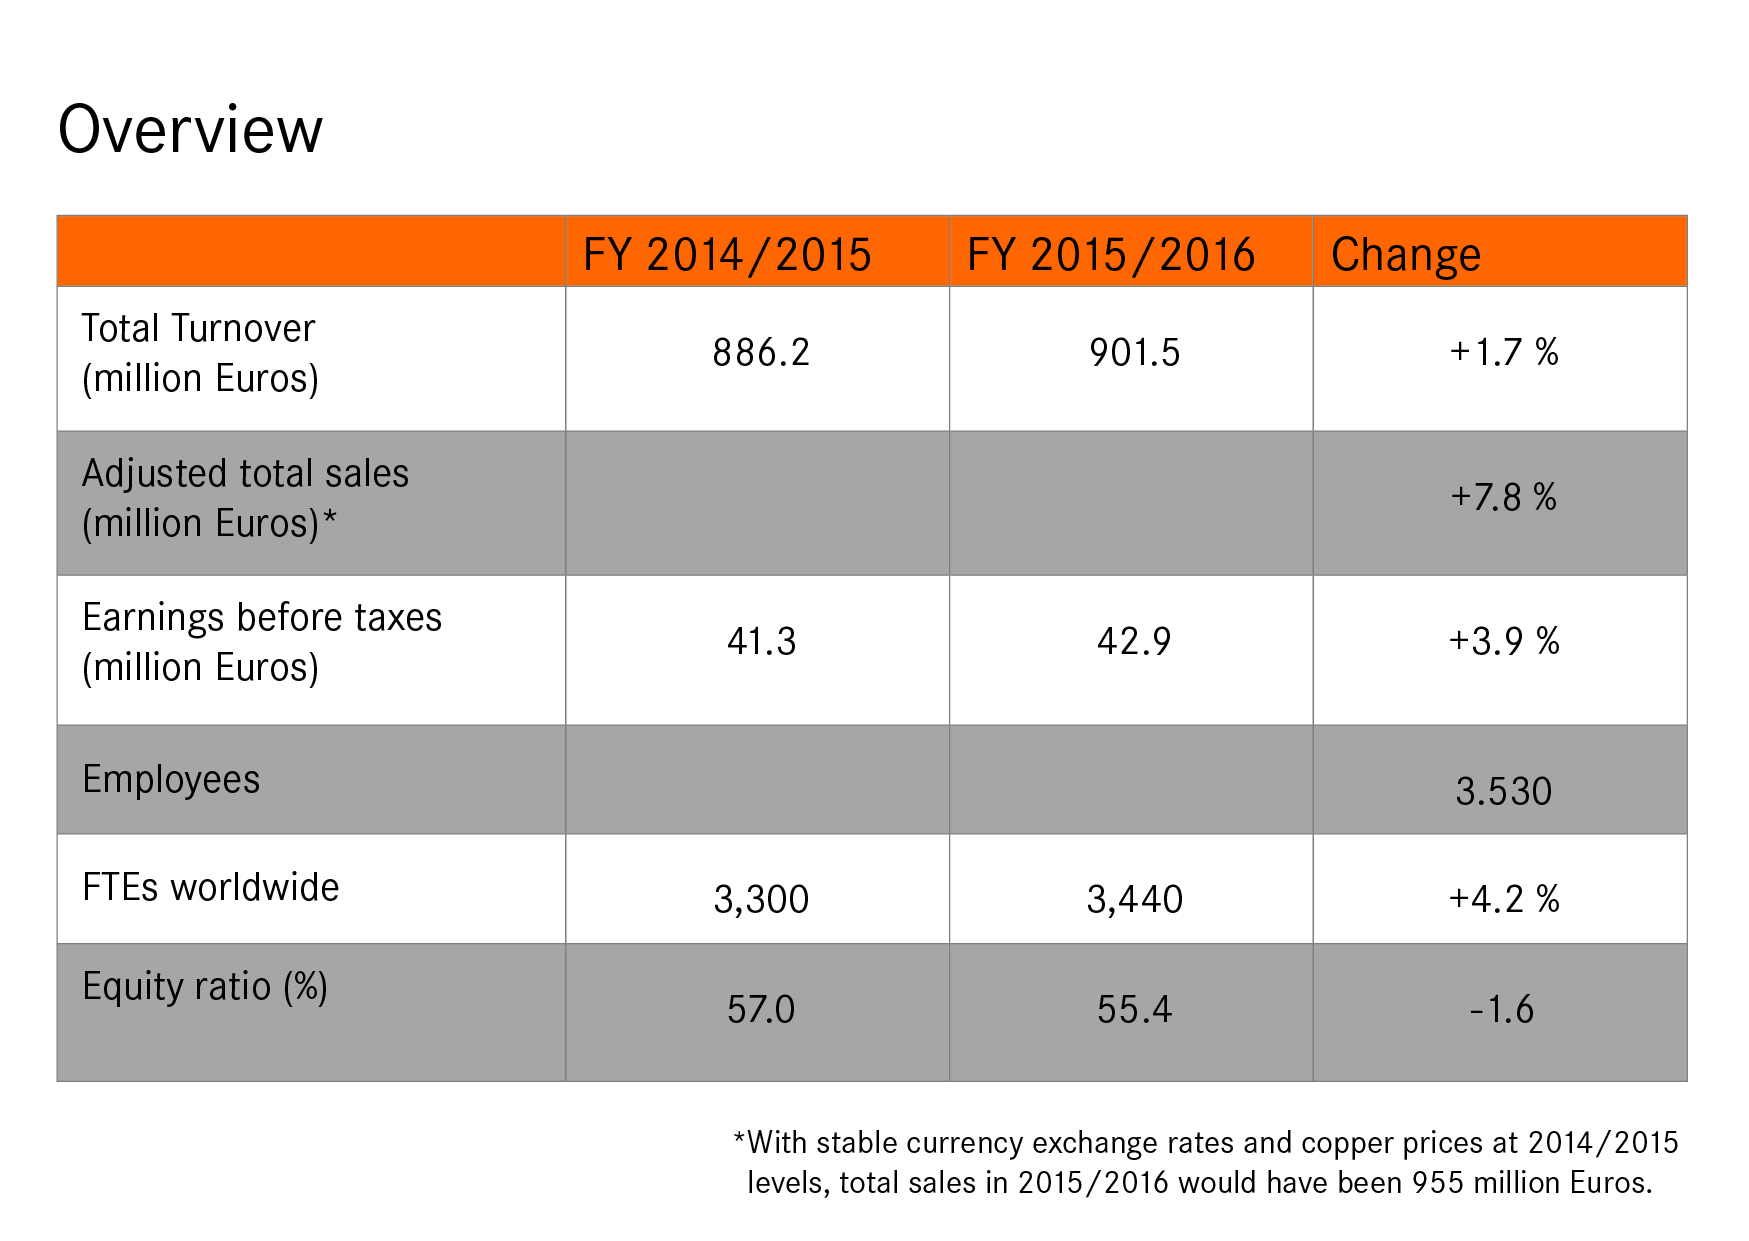 Overview
FY 2014/2015 FY 2015/2016 Change
Total Turnover
(million Euros) 886.2 901.5 +1.7 %
Adjusted total sales
(million Euros)* +7.8 %
Earnings before taxes
(million Euros) 41.3 42.9 +3.9 %
Employees 3.530
FTEs worldwide 3,300 3,440 +4.2 %
Equity ratio (%) 57.0 55.4 -1.6
*With stable currency exchange rates and copper prices at 2014/2015
levels, total sales in 2015/2016 would have been 955 million Euros.